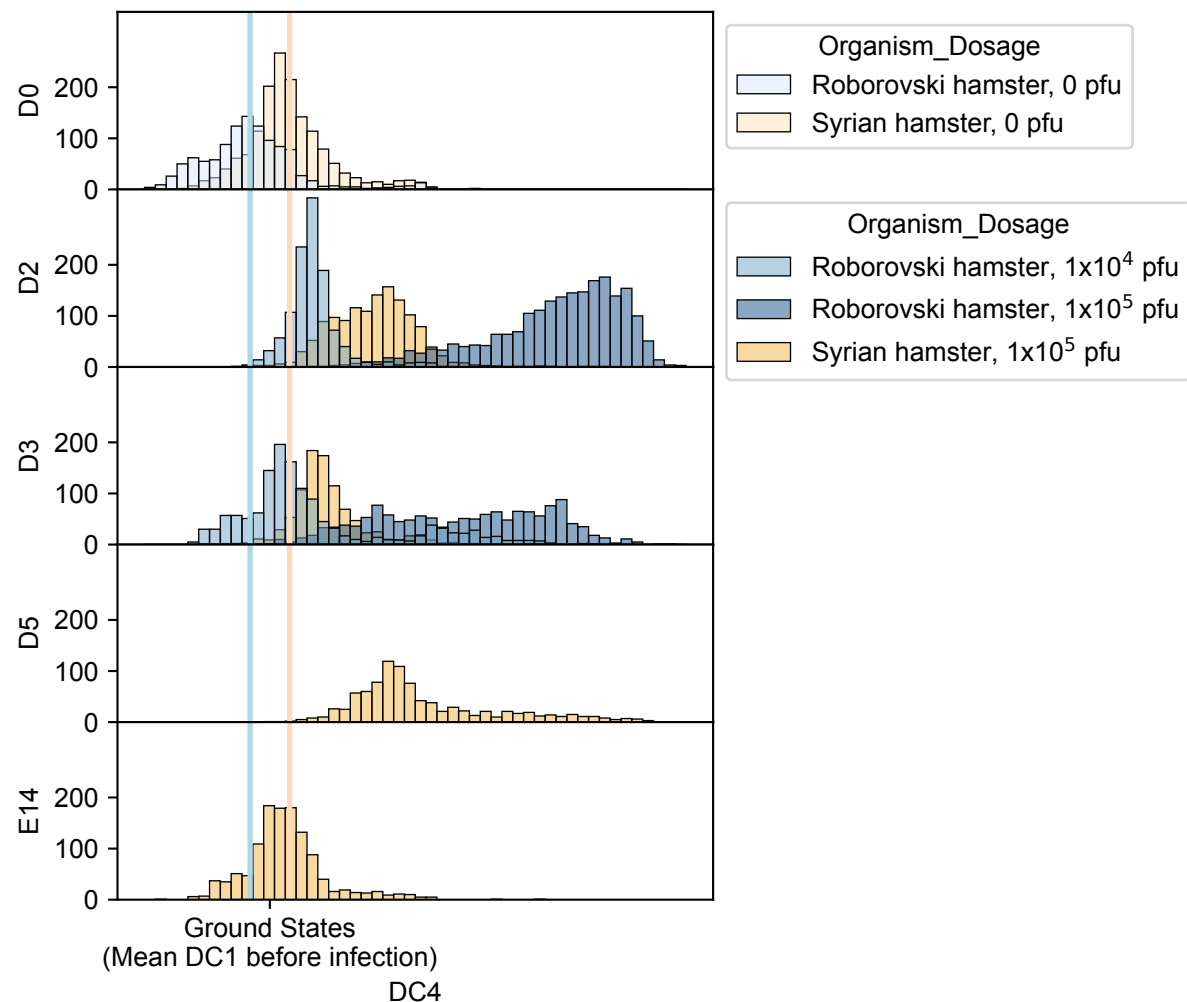 D0
200
100
0
D2
200
100
0
D3
200
100
0
D5
200
100
0
E14
200
100
0
Ground States
(Mean DC1 before infection)
DC4
Organism_Dosage
Roborovski hamster, 0 pfu
Syrian hamster, 0 pfu
Organism_Dosage
Roborovski hamster, 1x10⁴ pfu
Roborovski hamster, 1x10⁵ pfu
Syrian hamster, 1x10⁵ pfu